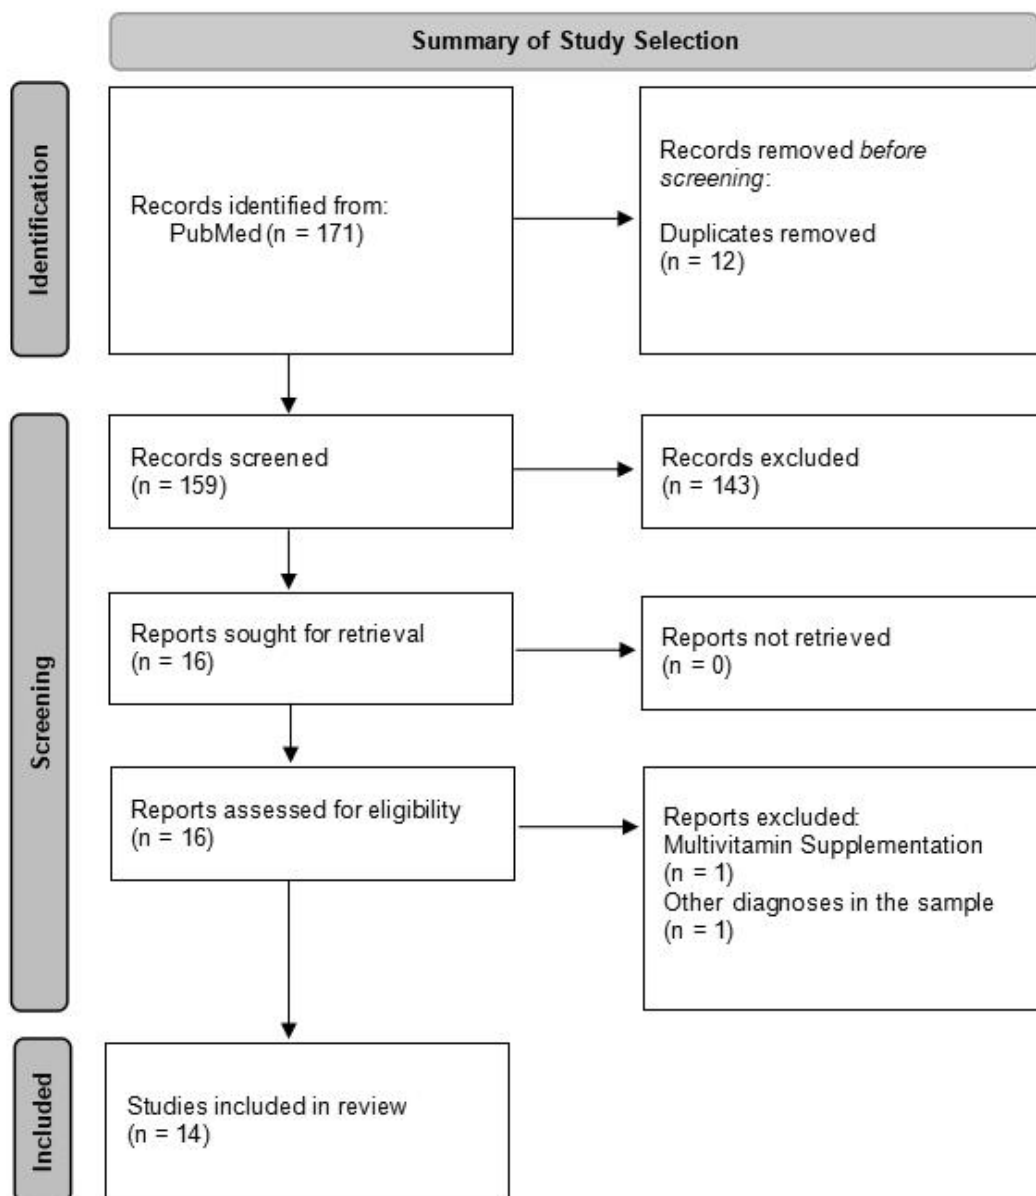 Summary of Study Selection
Identification
Records identified from:
PubMed (n = 171)
Records removed before
screening:
Duplicates removed
(n = 12)
Screening
Records screened
(n = 159)
Records excluded
(n = 143)
Reports sought for retrieval
(n = 16)
Reports not retrieved
(n = 0)
Reports assessed for eligibility
(n = 16)
Reports excluded:
Multivitamin Supplementation
(n = 1)
Other diagnoses in the sample
(n = 1)
Included
Studies included in review
(n = 14)